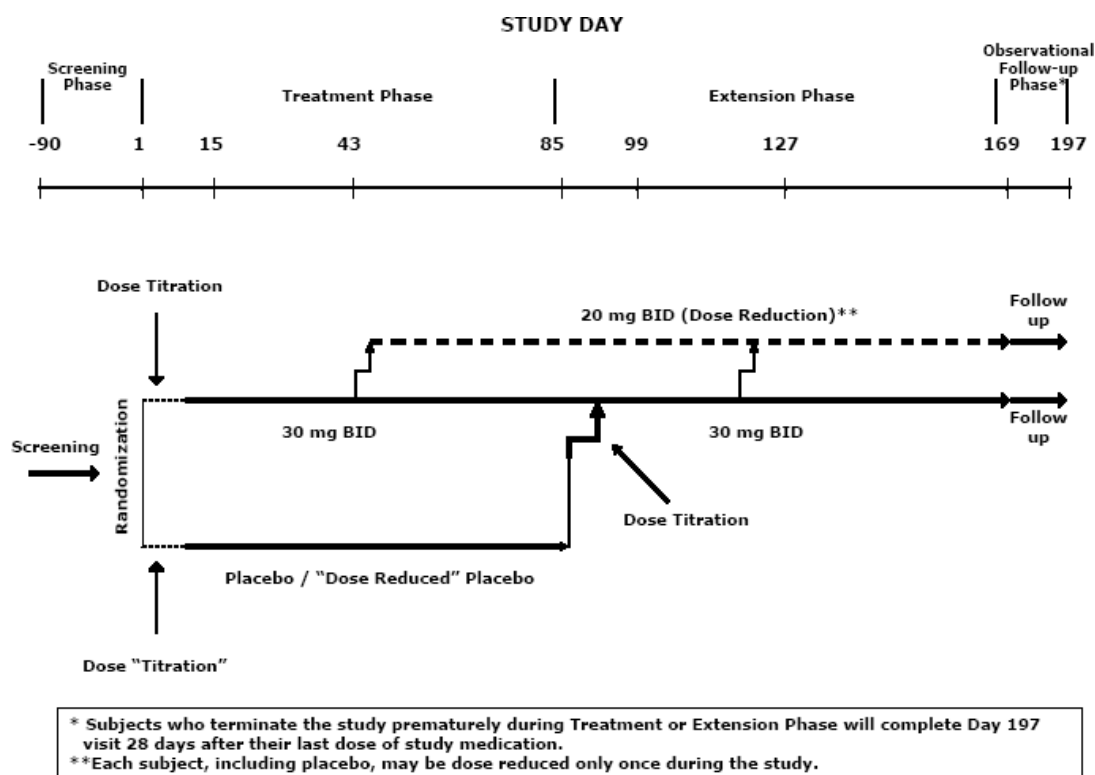 STUDY DAY
Screening
Phase
Treatment Phase
Extension Phase
Observational
Follow-up
Phase*
-90 1 15 43 85 99 127 169 197
Dose Titration
20 mg BID (Dose Reduction)**
Follow
up
Screening
Randomization
30 mg BID
30 mg BID
Follow
up
Dose Titration
Placebo / “Dose Reduced” Placebo
Dose “Titration”
* Subjects who terminate the study prematurely during Treatment or Extension Phase will complete Day 197
visit 28 days after their last dose of study medication.
**Each subject, including placebo, may be dose reduced only once during the study.